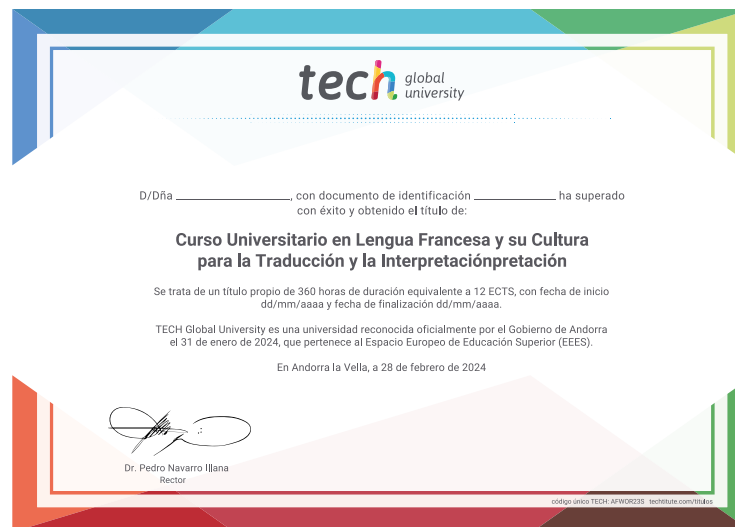 tech global
university
D/Dña ____________, con documento de identificación ____________ ha superado
con éxito y obtenido el título de:
Curso Universitario en Lengua Francesa y su Cultura
para la Traducción y la Interpretaciónpretación
Se trata de un título propio de 360 horas de duración equivalente a 12 ECTS, con fecha de inicio
dd/mm/aaaa y fecha de finalización dd/mm/aaaa.
TECH Global University es una universidad reconocida oficialmente por el Gobierno de Andorra
el 31 de enero de 2024, que pertenece al Espacio Europeo de Educación Superior (EEES).
En Andorra la Vella, a 28 de febrero de 2024
Dr. Pedro Navarro Illana
Rector
código único TECH: AFWOR23S techtitute.com/titulos